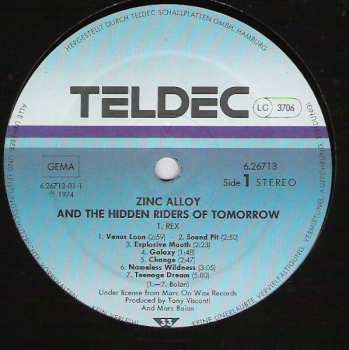 HERGESTELLT DURCH TELDEC SCHALLPLATTEN GMBH, HAMBURG
TELDEC
LC 3706
GEMA
6.26713-01-1
℗ 1974
6.26713
Side 1 STEREO
ZINC ALLOY
AND THE HIDDEN RIDERS OF TOMORROW
T. REX
1. Venus Loon (2:59) - 2. Sound Pit (2:50)
3. Explosive Mouth (2:23)
4. Galaxy (1:48)
5. Change (2:47)
6. Nameless Wildness (3:05)
7. Teenage Dream (5:00)
(1.-7. Bolan)
Under license from Marc On Wax Records
Produced by Tony Visconti
And Marc Bolan
33
KEINE UNERLAUBTE